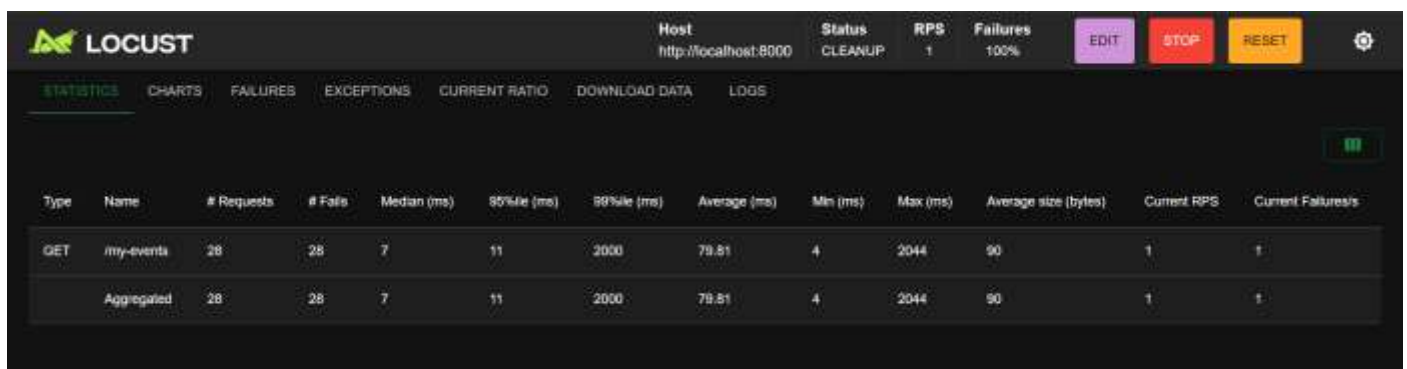 LOCUST
Host Status RPS Failures
http://localhost:8000 CLEANUP 1 100% EDIT STOP RESET
STATISTICS CHARTS FAILURES EXCEPTIONS CURRENT RATIO DOWNLOAD DATA LOGS
Type Name # Requests # Fails Median (ms) 95%ile (ms) 99%ile (ms) Average (ms) Min (ms) Max (ms) Average size (bytes) Current RPS Current Failures/s
GET /my-events 28 28 7 11 2000 79.81 4 2044 90 1 1
Aggregated 28 28 7 11 2000 79.81 4 2044 90 1 1